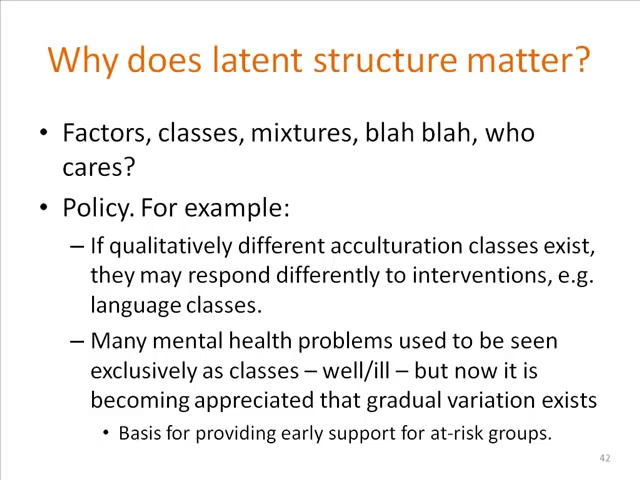 Why does latent structure matter?
• Factors, classes, mixtures, blah blah, who
cares?
• Policy. For example:
– If qualitatively different acculturation classes exist,
they may respond differently to interventions, e.g.
language classes.
– Many mental health problems used to be seen
exclusively as classes – well/ill – but now it is
becoming appreciated that gradual variation exists
• Basis for providing early support for at-risk groups.
42